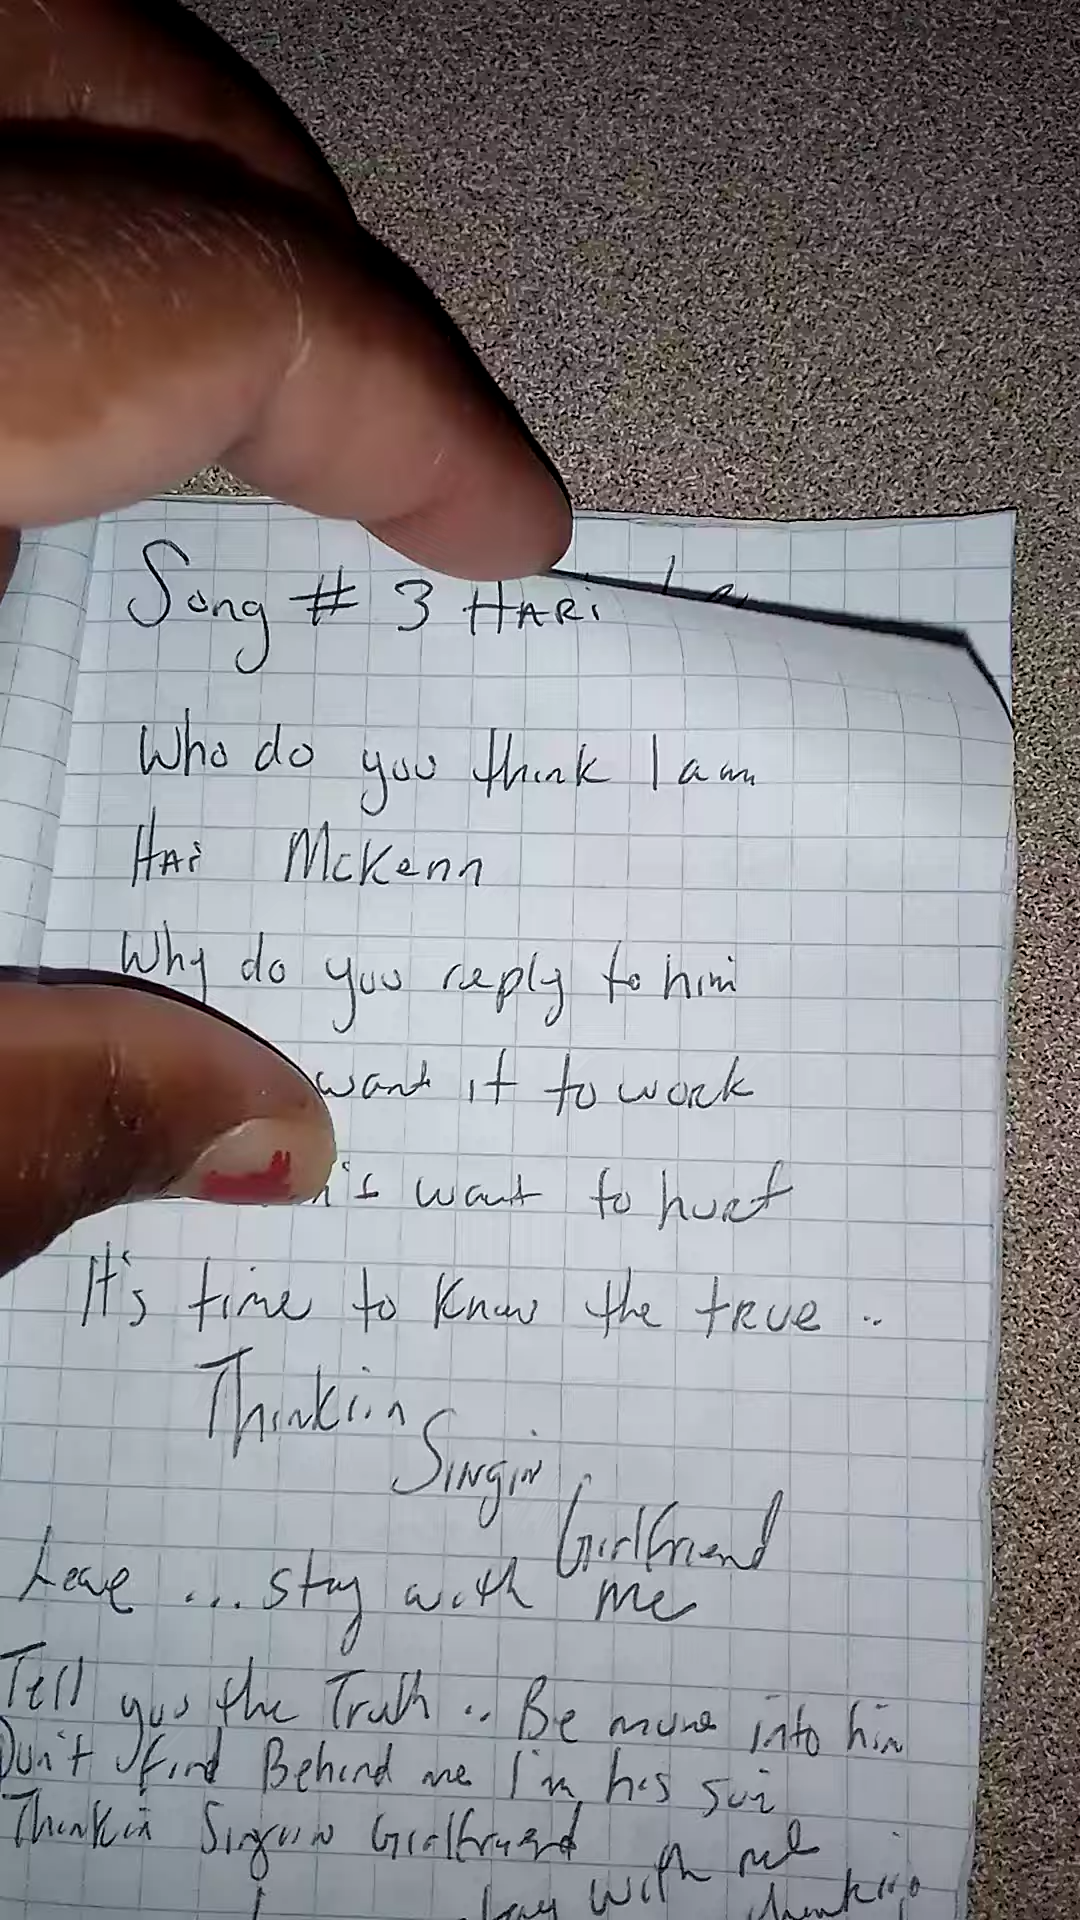 Song # 3 HARi
Who do you think I am
HAi McKenn
Why do you reply to him
want it to work
want to hurt
It's time to know the true ..
Thinkiin
Singin
Girlfriend
Leave ... stay with me
Tell you the Truth .. Be more into him
Don't find Behind me I'm his
Thinkin Singin Girlfriend with me
with thinkin